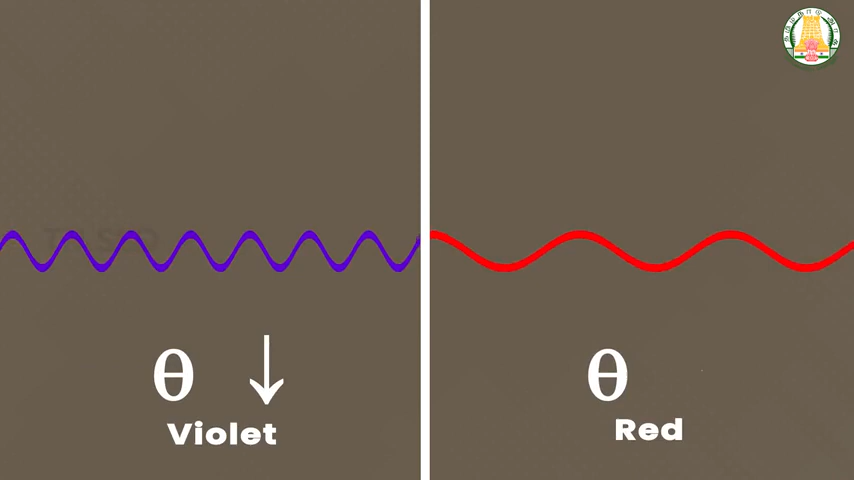 θ ↓
Violet
θ
Red